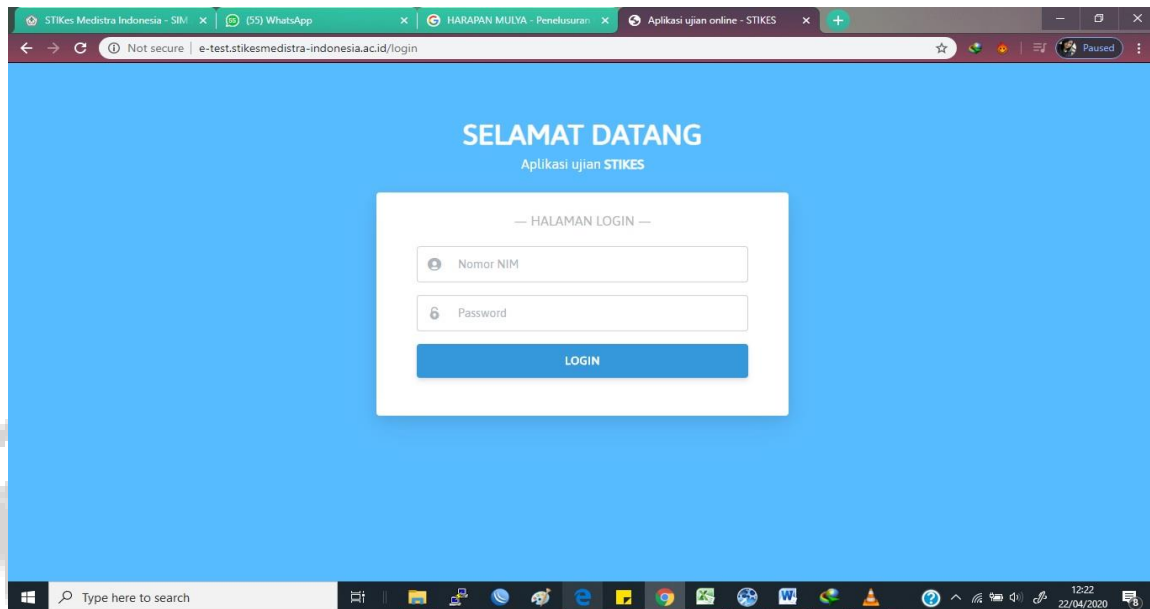 STIKes Medistra Indonesia - SIM
(55) WhatsApp
HARAPAN MULYA - Penelusuran
Aplikasi ujian online - STIKES
Not secure | e-test.stikesmedistra-indonesia.ac.id/login
Paused
SELAMAT DATANG
Aplikasi ujian STIKES
— HALAMAN LOGIN —
Nomor NIM
Password
LOGIN
Type here to search
12:22
22/04/2020